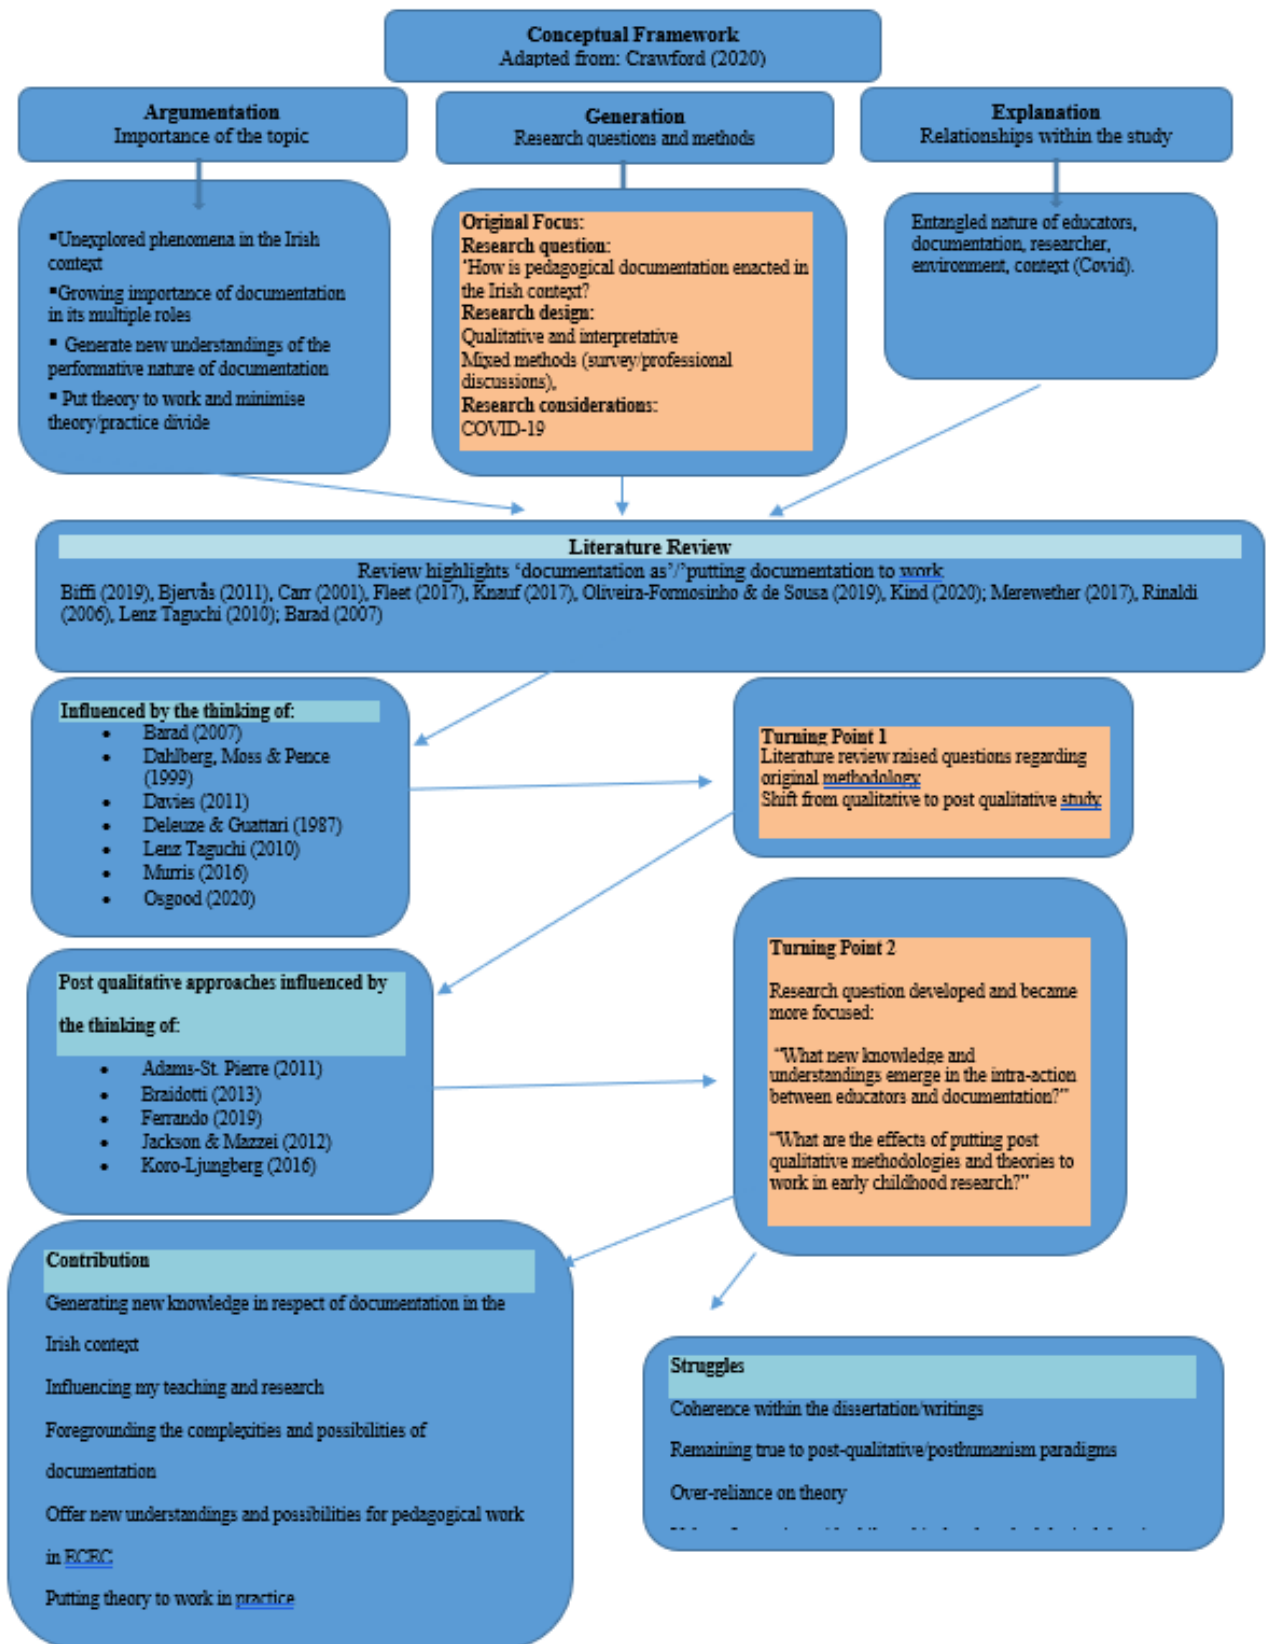 Conceptual Framework
Adapted from: Crawford (2020)
Argumentation
Importance of the topic
Generation
Research questions and methods
Explanation
Relationships within the study
▪Unexplored phenomena in the Irish
context
▪Growing importance of documentation
in its multiple roles
▪ Generate new understandings of the
performative nature of documentation
▪ Put theory to work and minimise
theory/practice divide
Original Focus:
Research question:
‘How is pedagogical documentation enacted in
the Irish context?
Research design:
Qualitative and interpretative
Mixed methods (survey/professional
discussions),
Research considerations:
COVID-19
Entangled nature of educators,
documentation, researcher,
environment, context (Covid).
Literature Review
Review highlights ‘documentation as’/’putting documentation to work
Biffi (2019), Bjervås (2011), Carr (2001), Fleet (2017), Knauf (2017), Oliveira-Formosinho & de Sousa (2019), Kind (2020); Merewether (2017), Rinaldi
(2006), Lenz Taguchi (2010); Barad (2007)
Influenced by the thinking of:
• Barad (2007)
• Dahlberg, Moss & Pence
(1999)
• Davies (2011)
• Deleuze & Guattari (1987)
• Lenz Taguchi (2010)
• Murris (2016)
• Osgood (2020)
Turning Point 1
Literature review raised questions regarding
original methodology
Shift from qualitative to post qualitative study
Post qualitative approaches influenced by
the thinking of:
• Adams-St. Pierre (2011)
• Braidotti (2013)
• Ferrando (2019)
• Jackson & Mazzei (2012)
• Koro-Ljungberg (2016)
Turning Point 2
Research question developed and became
more focused:
“What new knowledge and
understandings emerge in the intra-action
between educators and documentation?”
“What are the effects of putting post
qualitative methodologies and theories to
work in early childhood research?”
Contribution
Generating new knowledge in respect of documentation in the
Irish context
Influencing my teaching and research
Foregrounding the complexities and possibilities of
documentation
Offer new understandings and possibilities for pedagogical work
in ECEC
Putting theory to work in practice
Struggles
Coherence within the dissertation/writings
Remaining true to post-qualitative/posthumanism paradigms
Over-reliance on theory